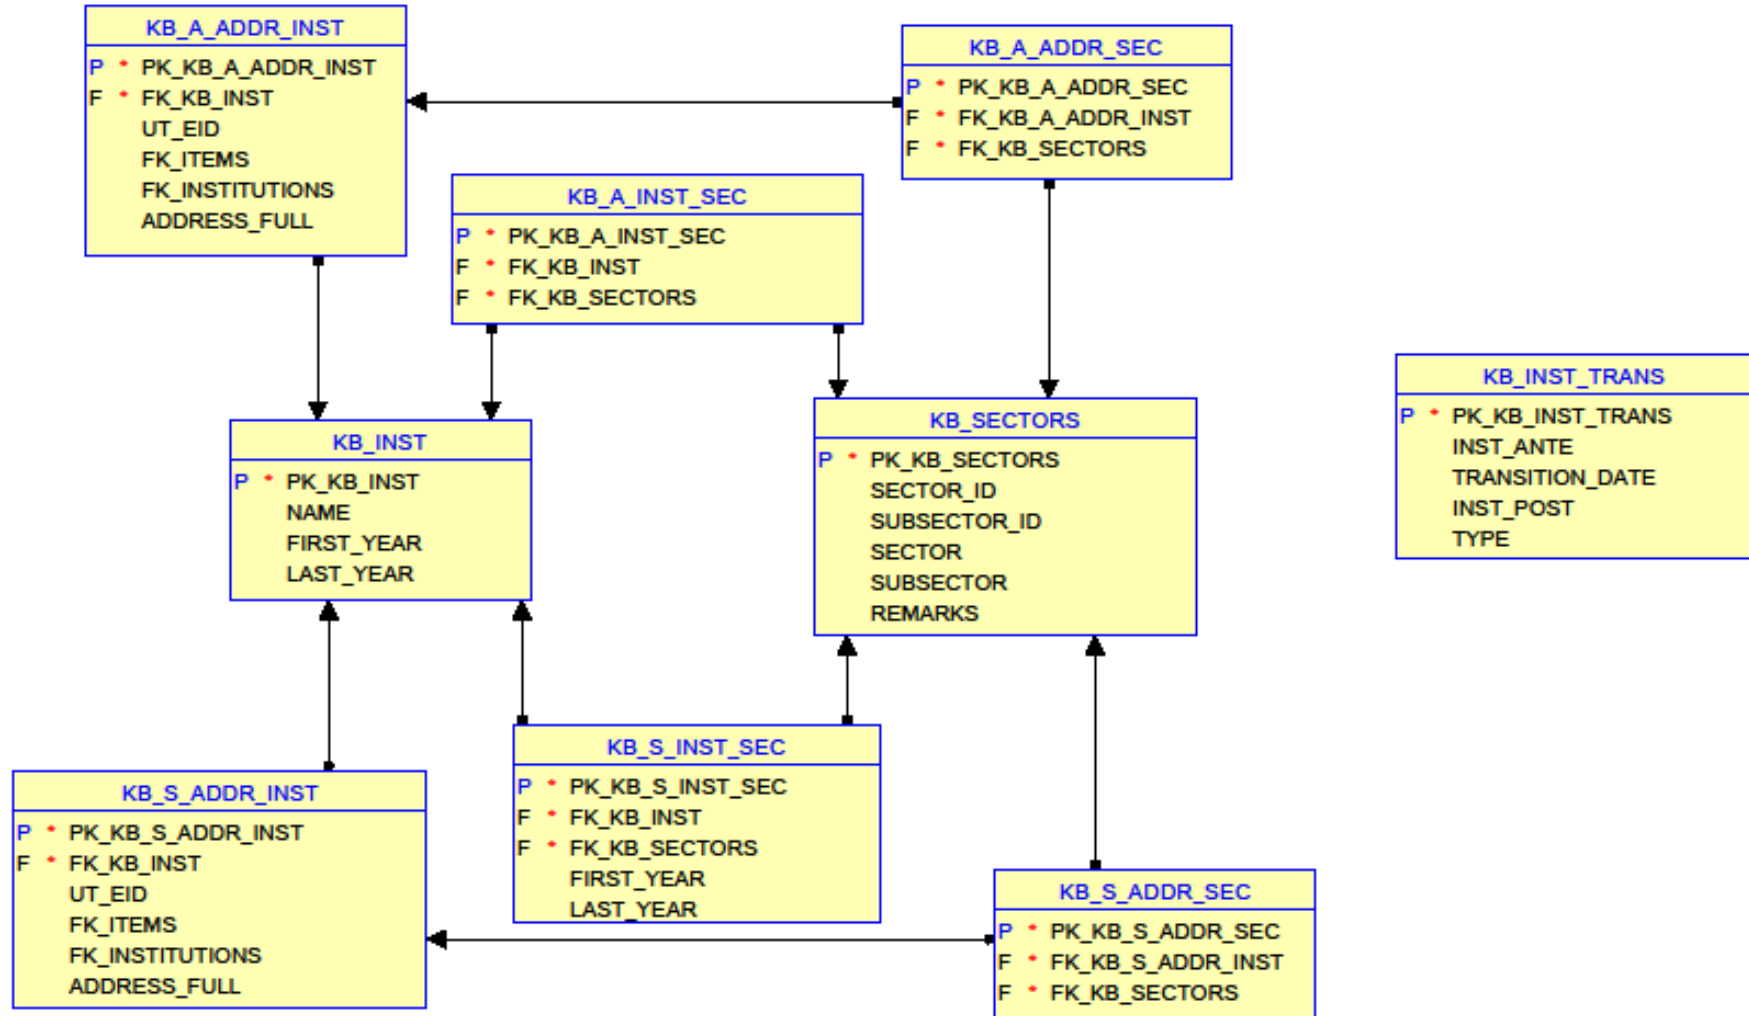 KB_A_ADDR_INST
P * PK_KB_A_ADDR_INST
F * FK_KB_INST
UT_EID
FK_ITEMS
FK_INSTITUTIONS
ADDRESS_FULL
KB_A_ADDR_SEC
P * PK_KB_A_ADDR_SEC
F * FK_KB_A_ADDR_INST
F * FK_KB_SECTORS
KB_A_INST_SEC
P * PK_KB_A_INST_SEC
F * FK_KB_INST
F * FK_KB_SECTORS
KB_INST
P * PK_KB_INST
NAME
FIRST_YEAR
LAST_YEAR
KB_SECTORS
P * PK_KB_SECTORS
SECTOR_ID
SUBSECTOR_ID
SECTOR
SUBSECTOR
REMARKS
KB_INST_TRANS
P * PK_KB_INST_TRANS
INST_ANTE
TRANSITION_DATE
INST_POST
TYPE
KB_S_ADDR_INST
P * PK_KB_S_ADDR_INST
F * FK_KB_INST
UT_EID
FK_ITEMS
FK_INSTITUTIONS
ADDRESS_FULL
KB_S_INST_SEC
P * PK_KB_S_INST_SEC
F * FK_KB_INST
F * FK_KB_SECTORS
FIRST_YEAR
LAST_YEAR
KB_S_ADDR_SEC
P * PK_KB_S_ADDR_SEC
F * FK_KB_S_ADDR_INST
F * FK_KB_SECTORS